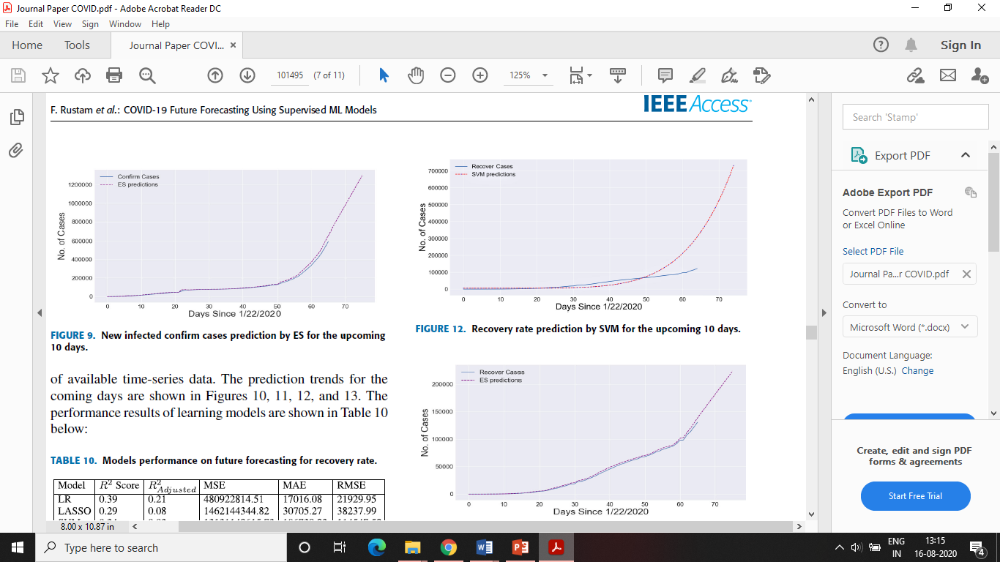 Journal Paper COVID.pdf - Adobe Acrobat Reader DC
File Edit View Sign Window Help
Home Tools Journal Paper COVI... × Sign In
101495 (7 of 11) 125%
F. Rustam et al.: COVID-19 Future Forecasting Using Supervised ML Models
IEEE Access
Confirm Cases
ES predictions
1200000
1000000
800000
600000
400000
200000
0
No. of Cases
0 10 20 30 40 50 60 70
Days Since 1/22/2020
FIGURE 9. New infected confirm cases prediction by ES for the upcoming
10 days.
of available time-series data. The prediction trends for the
coming days are shown in Figures 10, 11, 12, and 13. The
performance results of learning models are shown in Table 10
below:
TABLE 10. Models performance on future forecasting for recovery rate.
Model R² Score R²Adjusted MSE MAE RMSE
LR 0.39 0.21 480922814.51 17016.08 21929.95
LASSO 0.29 0.08 1462144344.82 30705.27 38237.99
8.00 x 10.87 in
Recover Cases
SVM predictions
700000
600000
500000
400000
300000
200000
100000
0
No. of Cases
0 10 20 30 40 50 60 70
Days Since 1/22/2020
FIGURE 12. Recovery rate prediction by SVM for the upcoming 10 days.
Recover Cases
ES predictions
200000
150000
100000
50000
0
No. of Cases
0 10 20 30 40 50 60 70
Days Since 1/22/2020
Search 'Stamp'
Export PDF
Adobe Export PDF
Convert PDF Files to Word
or Excel Online
Select PDF File
Journal Pa...r COVID.pdf
Convert to
Microsoft Word (*.docx)
Document Language:
English (U.S.) Change
Create, edit and sign PDF
forms & agreements
Start Free Trial
Type here to search
ENG
IN
13:15
16-08-2020
4